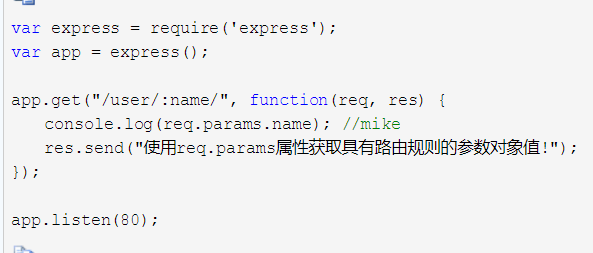 var express = require('express');
var app = express();
app.get("/user/:name/", function(req, res) {
console.log(req.params.name); //mike
res.send("使用req.params属性获取具有路由规则的参数对象值!");
});
app.listen(80);